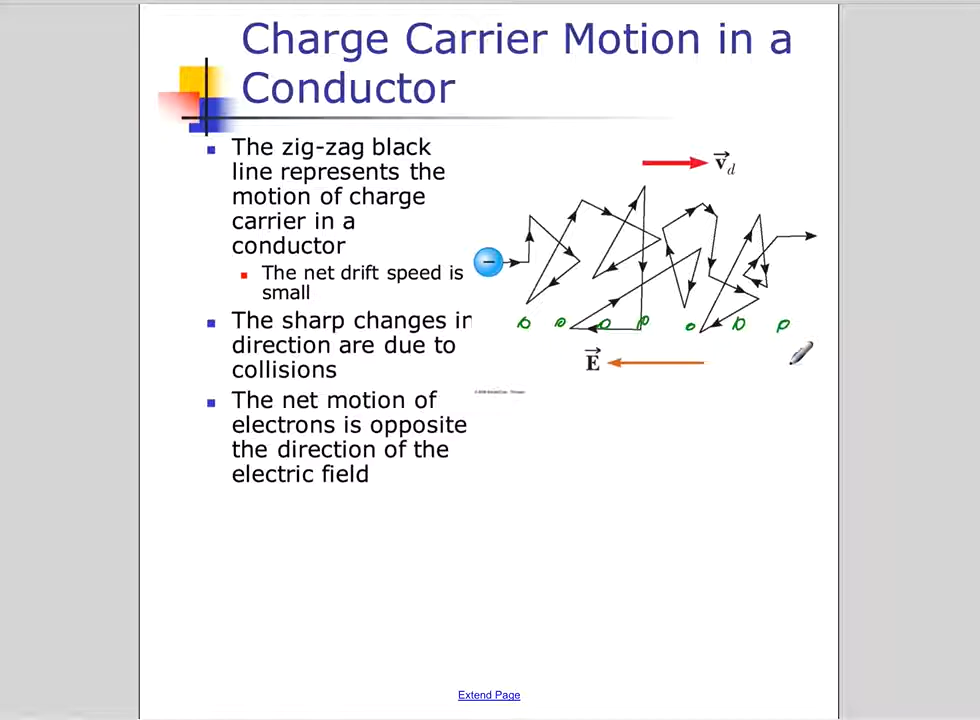 Charge Carrier Motion in a
Conductor
The zig-zag black
line represents the
motion of charge
carrier in a
conductor
The net drift speed is
small
The sharp changes in
direction are due to
collisions
The net motion of
electrons is opposite
the direction of the
electric field
v⃗d
−
E⃗
Extend Page